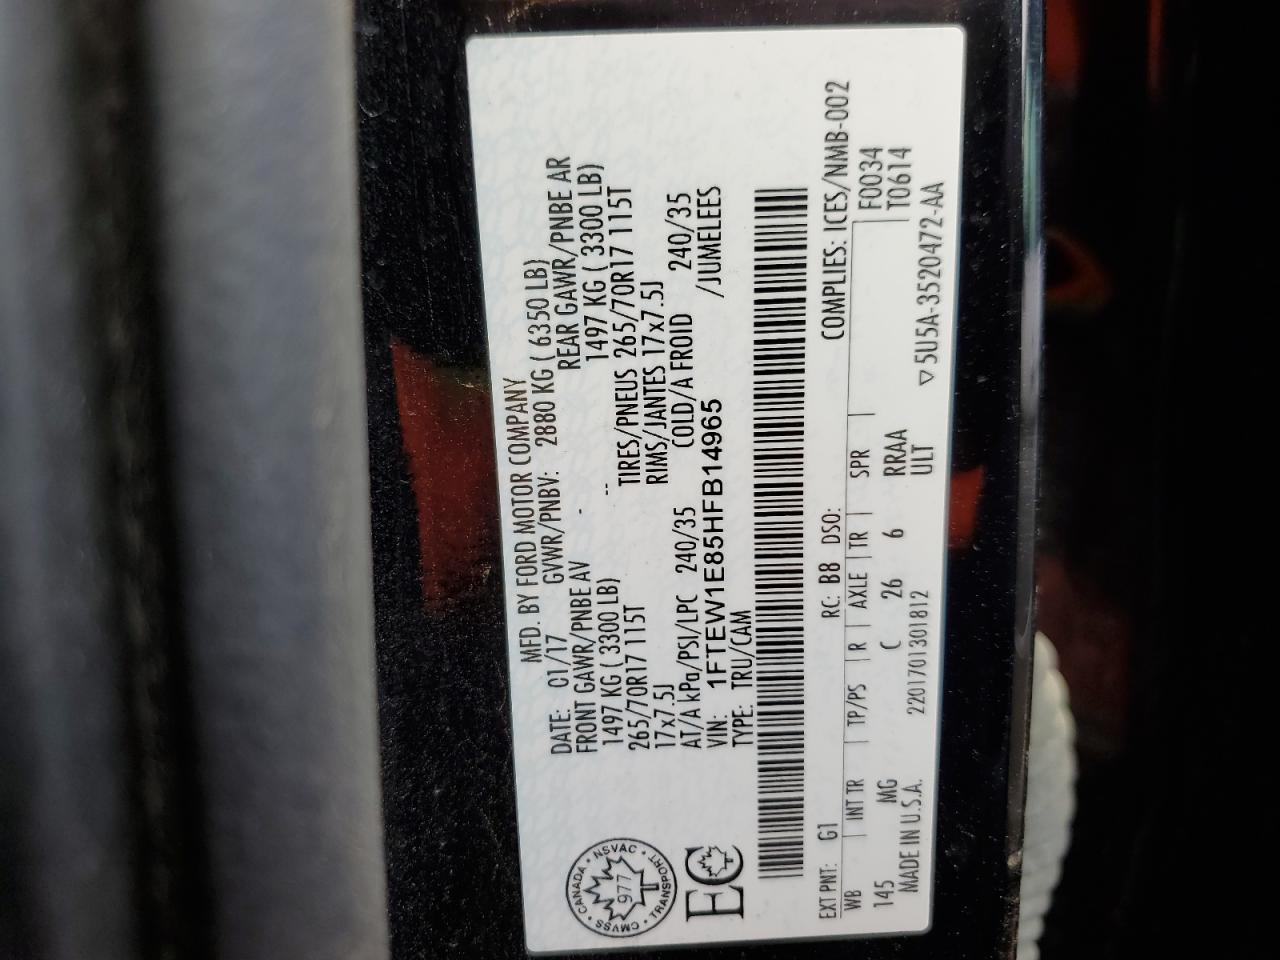 MFD. BY FORD MOTOR COMPANY
DATE: 01/17 GVWR/PNBV: 2880 KG ( 6350 LB)
FRONT GAWR/PNBE AV - REAR GAWR/PNBE AR
1497 KG ( 3300 LB) 1497 KG ( 3300 LB)
265/70R17 115T TIRES/PNEUS 265/70R17 115T
17x7.5J RIMS/JANTES 17x7.5J
AT/A kPa/PSI/LPC 240/35 COLD/A FROID 240/35
VIN: 1FTEW1E85HFB14965 /JUMELEES
TYPE: TRU/CAM
CANADA • NSVAC • TRANSPORT • CMVSS •
977
EC
EXT PNT: G1 RC: B8 DSO: COMPLIES: ICES/NMB-002
WB | INT TR | TP/PS | R | AXLE | TR | SPR | F0034
145 MG C 26 6 RRAA T0614
MADE IN U.S.A. 2201701301812 ULT ▽ 5U5A-3520472-AA